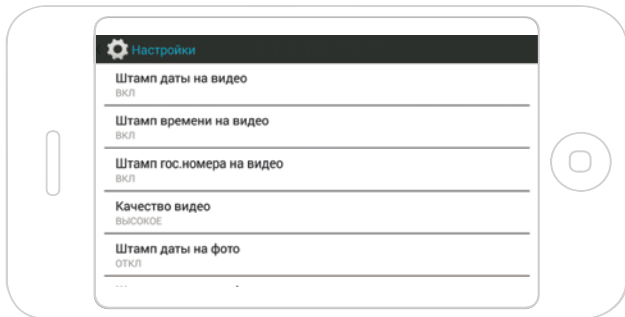 Настройки
Штамп даты на видео
ВКЛ
Штамп времени на видео
ВКЛ
Штамп гос.номера на видео
ВКЛ
Качество видео
ВЫСОКОЕ
Штамп даты на фото
ОТКЛ